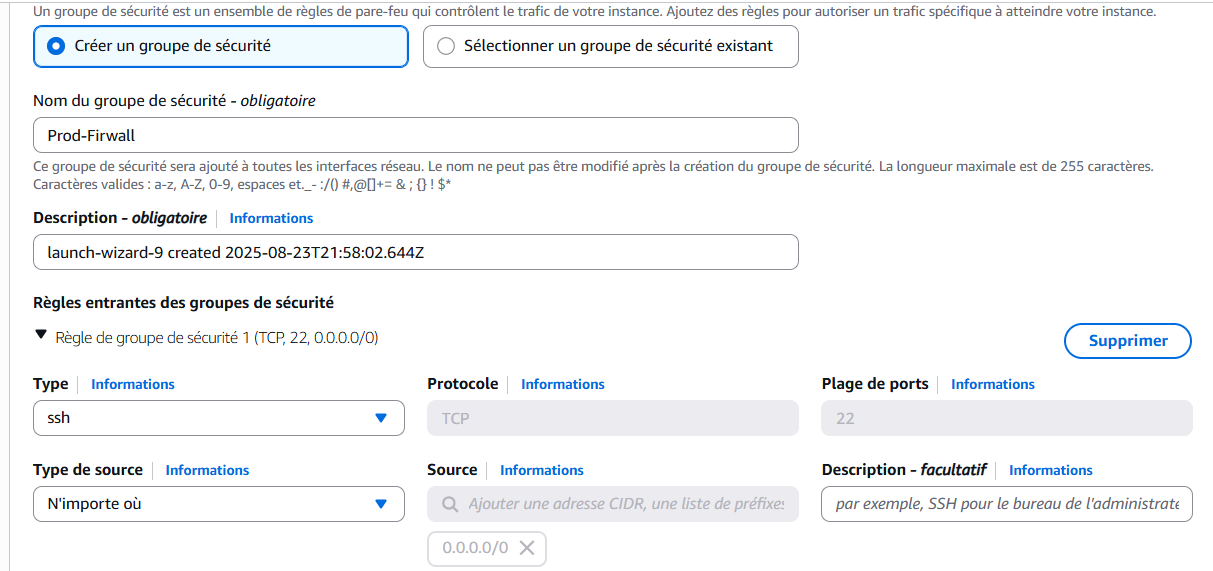 Un groupe de sécurité est un ensemble de règles de pare-feu qui contrôlent le trafic de votre instance. Ajoutez des règles pour autoriser un trafic spécifique à atteindre votre instance.
Créer un groupe de sécurité
Sélectionner un groupe de sécurité existant
Nom du groupe de sécurité - obligatoire
Prod-Firwall
Ce groupe de sécurité sera ajouté à toutes les interfaces réseau. Le nom ne peut pas être modifié après la création du groupe de sécurité. La longueur maximale est de 255 caractères.
Caractères valides : a-z, A-Z, 0-9, espaces et._- :/() #,@[]+= & ; {} ! $*
Description - obligatoire Informations
launch-wizard-9 created 2025-08-23T21:58:02.644Z
Règles entrantes des groupes de sécurité
Règle de groupe de sécurité 1 (TCP, 22, 0.0.0.0/0)
Supprimer
Type Informations
Protocole Informations
Plage de ports Informations
ssh
TCP
22
Type de source Informations
Source Informations
Description - facultatif Informations
N'importe où
Ajouter une adresse CIDR, une liste de préfixes
par exemple, SSH pour le bureau de l'administrate
0.0.0.0/0